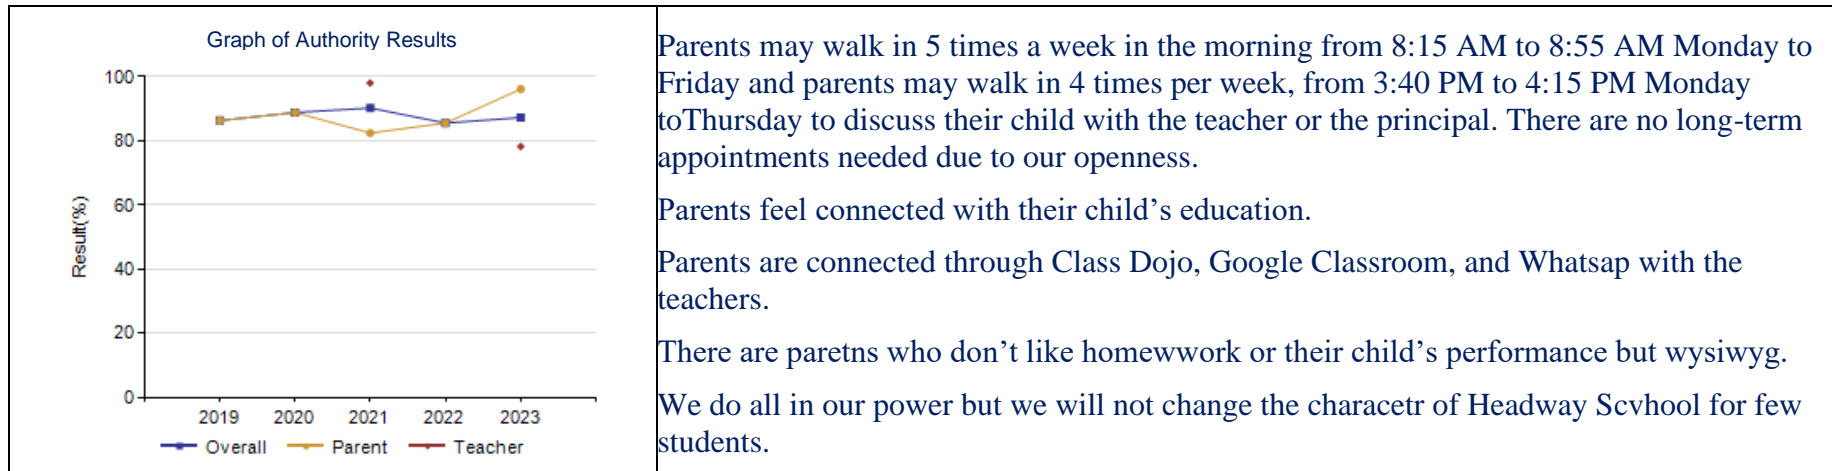 Graph of Authority Results
100
80
60
40
20
0
Result(%)
2019 2020 2021 2022 2023
Overall Parent Teacher
Parents may walk in 5 times a week in the morning from 8:15 AM to 8:55 AM Monday to
Friday and parents may walk in 4 times per week, from 3:40 PM to 4:15 PM Monday
toThursday to discuss their child with the teacher or the principal. There are no long-term
appointments needed due to our openness.
Parents feel connected with their child’s education.
Parents are connected through Class Dojo, Google Classroom, and Whatsap with the
teachers.
There are paretns who don’t like homewwork or their child’s performance but wysiwyg.
We do all in our power but we will not change the characetr of Headway Scvhool for few
students.